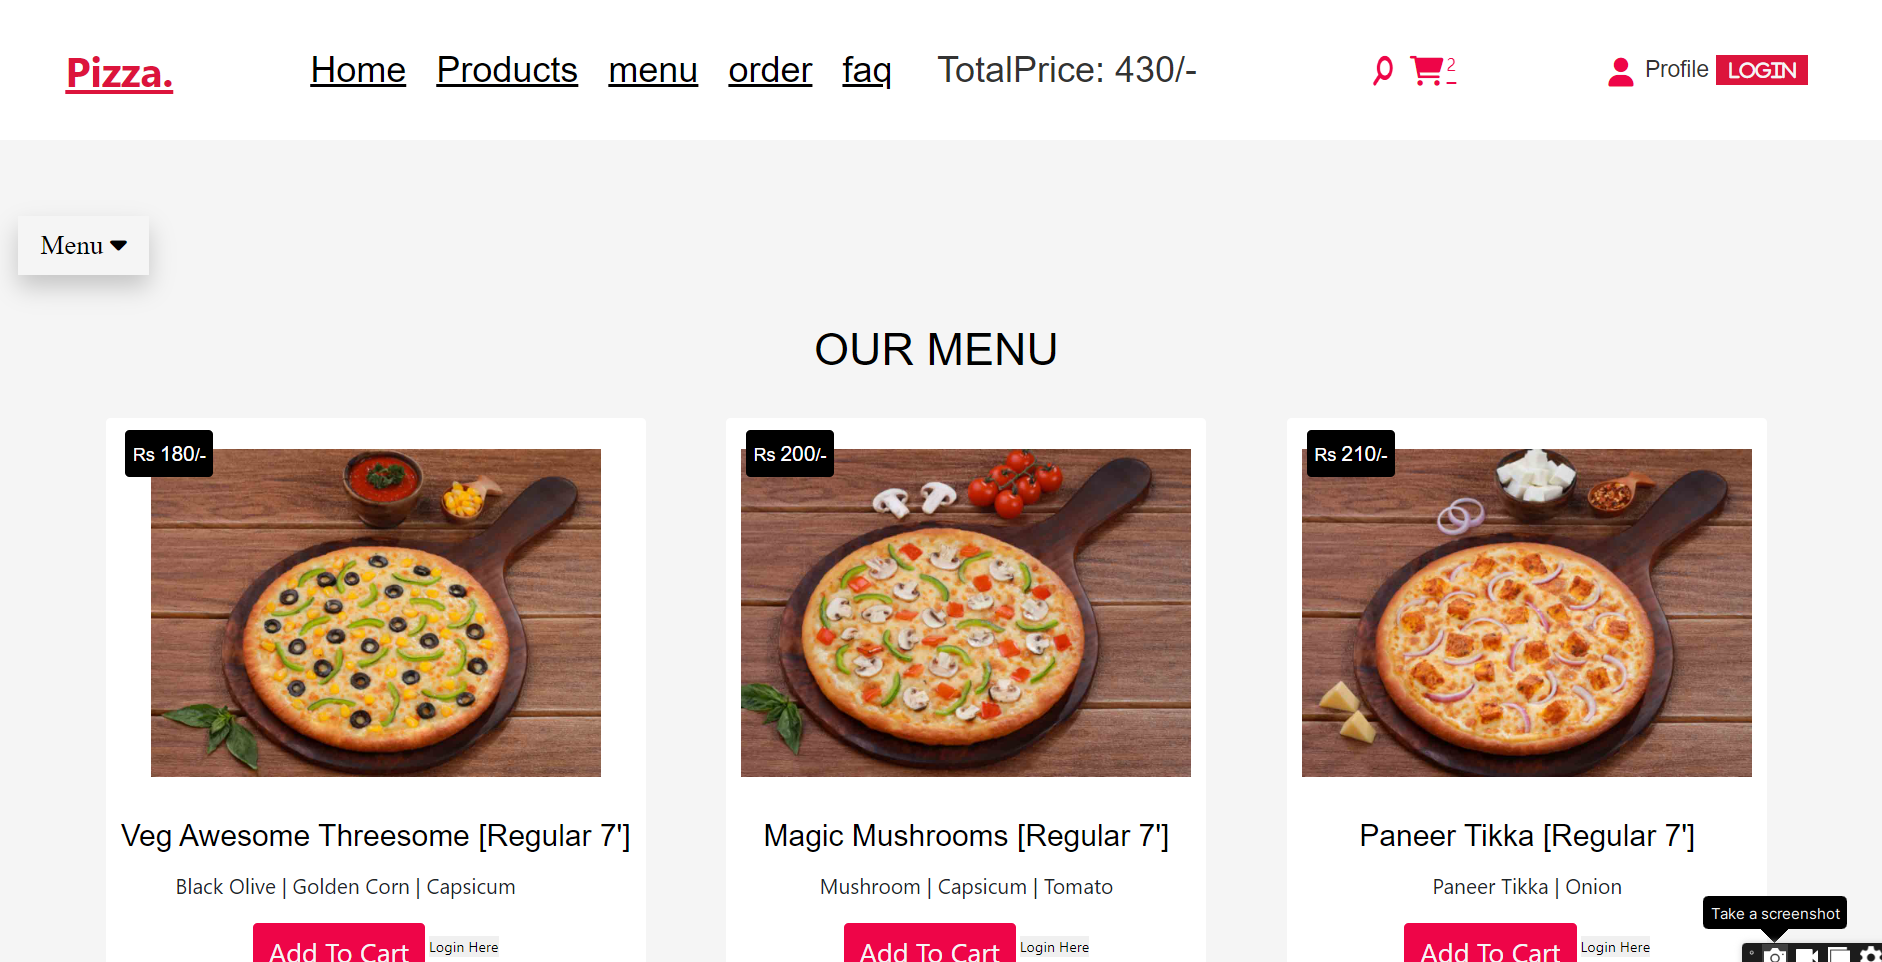 Pizza. Home Products menu order faq TotalPrice: 430/- 2 Profile LOGIN
Menu
OUR MENU
Rs 180/- Rs 200/- Rs 210/-
Veg Awesome Threesome [Regular 7'] Magic Mushrooms [Regular 7'] Paneer Tikka [Regular 7']
Black Olive | Golden Corn | Capsicum Mushroom | Capsicum | Tomato Paneer Tikka | Onion
Take a screenshot
Add To Cart Login Here Add To Cart Login Here Add To Cart Login Here